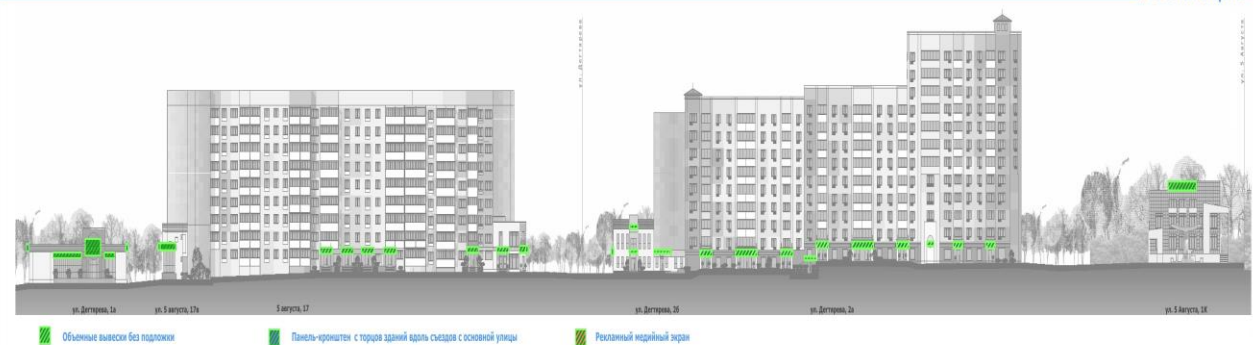 ул. Дегтярева
ул. 5 Августа
ул. Дегтярева, 1а
ул. 5 августа, 17в
5 августа, 17
ул. Дегтярева, 26
ул. Дегтярева, 2а
ул. 5 Августа, 1К
Объемные вывески без подложки
Панель-кронштен с торцов зданий вдоль съездов с основной улицы
Рекламный медийный экран